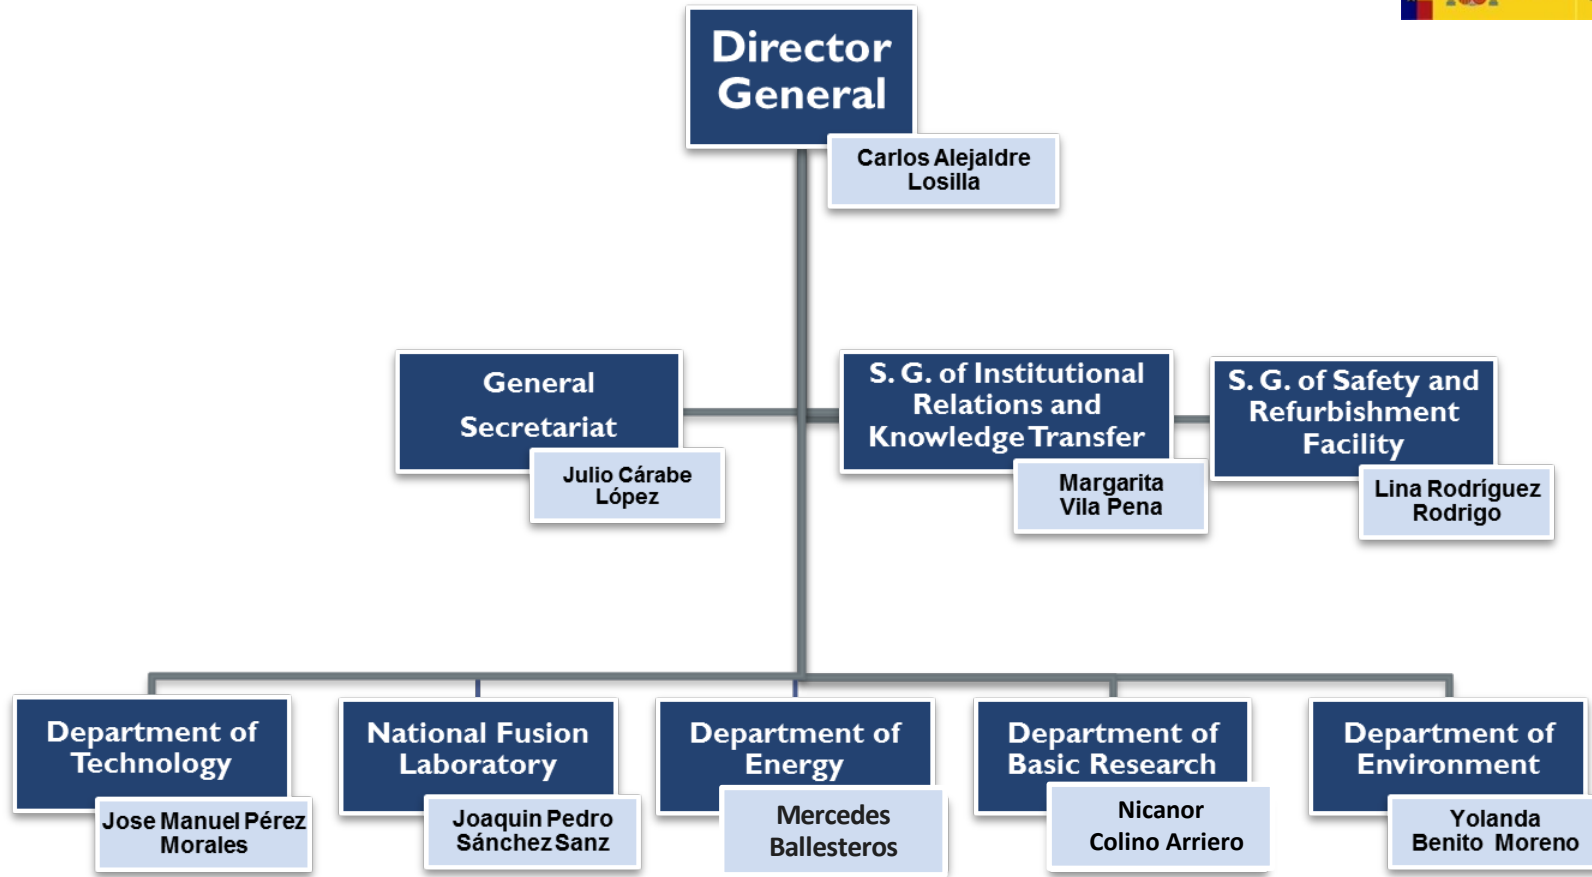 Director
General
Carlos Alejaldre
Losilla
General
Secretariat
Julio Cárabe
López
S. G. of Institutional
Relations and
Knowledge Transfer
Margarita
Vila Pena
S. G. of Safety and
Refurbishment
Facility
Lina Rodríguez
Rodrigo
Department of
Technology
Jose Manuel Pérez
Morales
National Fusion
Laboratory
Joaquin Pedro
Sánchez Sanz
Department of
Energy
Mercedes
Ballesteros
Department of
Basic Research
Nicanor
Colino Arriero
Department of
Environment
Yolanda
Benito Moreno